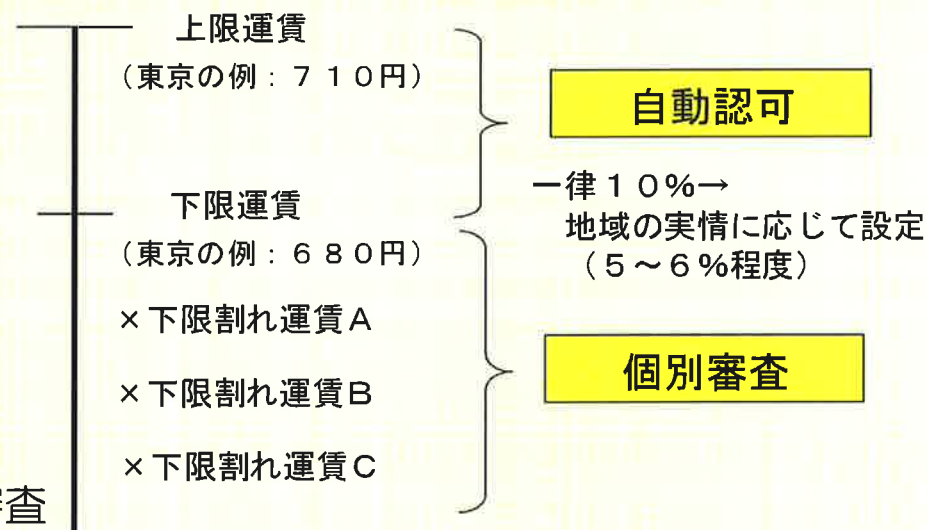 上限運賃
（東京の例：７１０円）
自動認可
一律１０％→
地域の実情に応じて設定
（５～６％程度）
下限運賃
（東京の例：６８０円）
×下限割れ運賃Ａ
×下限割れ運賃Ｂ
×下限割れ運賃Ｃ
個別審査
査